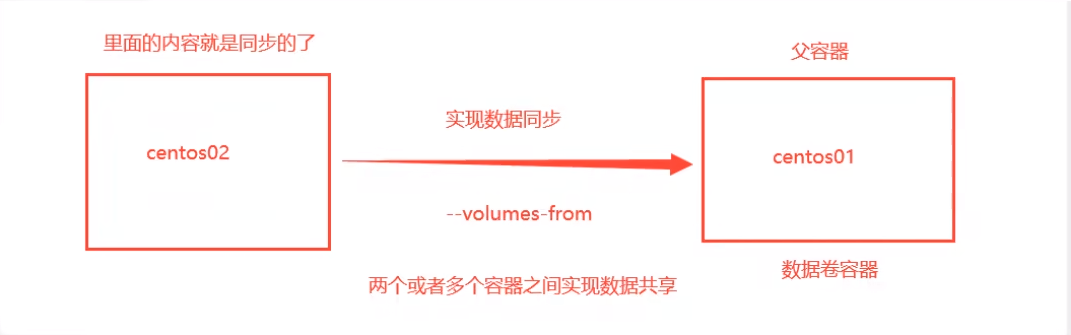 里面的内容就是同步的了
父容器
实现数据同步
centos02
centos01
--volumes-from
数据卷容器
两个或者多个容器之间实现数据共享